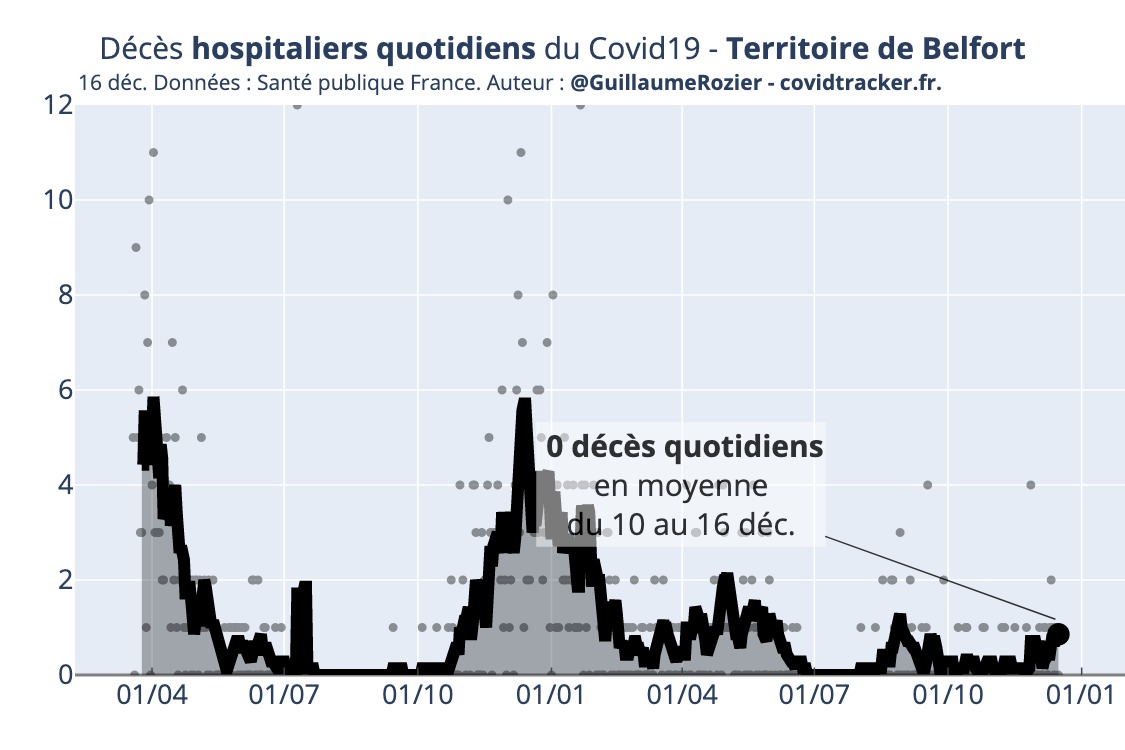 Décès hospitaliers quotidiens du Covid19 - Territoire de Belfort
16 déc. Données : Santé publique France. Auteur : @GuillaumeRozier - covidtracker.fr.
12
10
8
6
4
2
0
0 décès quotidiens
en moyenne
du 10 au 16 déc.
01/04 01/07 01/10 01/01 01/04 01/07 01/10 01/01